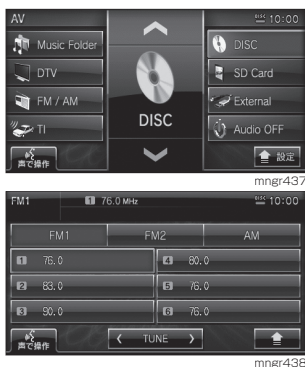 AV
DISC 10:00
Music Folder
DISC
DTV
SD Card
FM / AM
External
TI
Audio OFF
DISC
声で操作
設定
mngr437
FM1
1 76.0 MHz
DISC 10:00
FM1
FM2
AM
1 76.0
4 80.0
2 83.0
5 76.0
3 90.0
6 76.0
声で操作
TUNE
mngr438